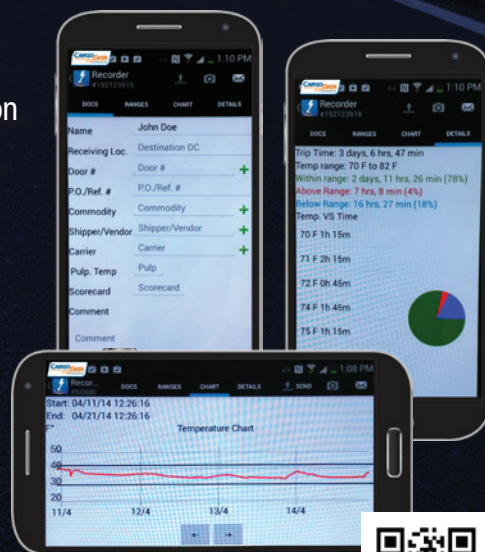 on
CARGO DATA
1:10 PM
Recorder
#192123919
DOCS RANGES CHART DETAILS
Name John Doe
Receiving Loc. Destination DC
Door # Door # +
P.O./Ref. # P.O./Ref. #
Commodity Commodity +
Shipper/Vendor Shipper/Vendor +
Carrier Carrier +
Pulp. Temp Pulp
Scorecard Scorecard
Comment
Comment
CARGO DATA
1:10 PM
Recorder
#192123919
DOCS RANGES CHART DETAILS
Trip Time: 3 days, 6 hrs, 47 min
Temp range: 70 F to 82 F
Within range: 2 days, 11 hrs, 26 min (78%)
Above Range: 7 hrs, 8 min (4%)
Below Range: 16 hrs, 27 min (18%)
Temp. VS Time
70 F 1h 15m
71 F 2h 15m
72 F 0h 45m
74 F 1h 45m
75 F 1h 15m
CARGO DATA
1:08 PM
Recor... DOCS RANGES CHART DETAILS SEND
Start: 04/11/14 12:26:16
End: 04/21/14 12:26:16
F° Temperature Chart
50
40
30
20
11/4 12/4 13/4 14/4